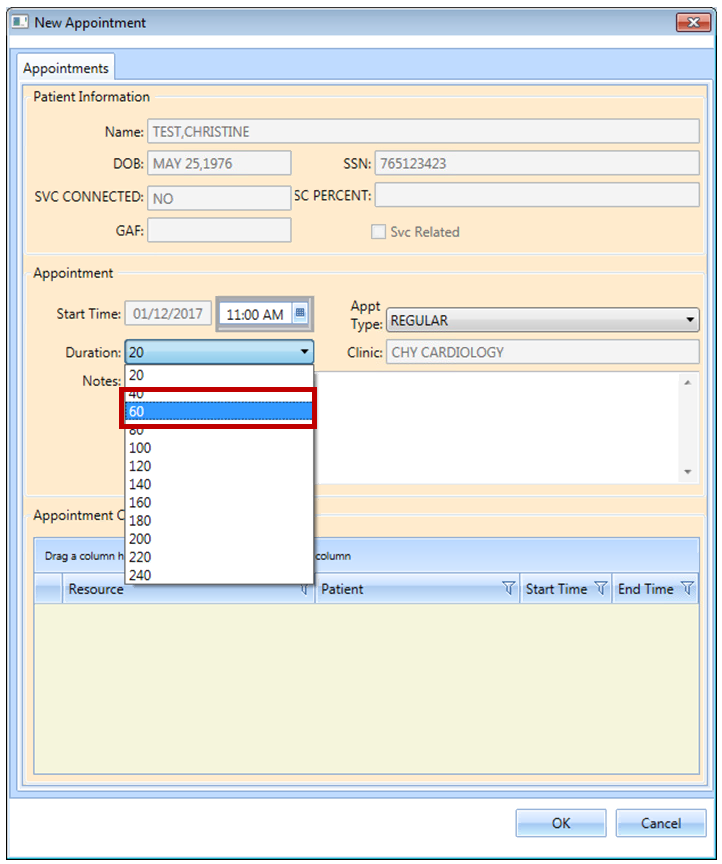 New Appointment
Appointments
Patient Information
Name: TEST,CHRISTINE
DOB: MAY 25,1976 SSN: 765123423
SVC CONNECTED: NO SC PERCENT:
GAF: Svc Related
Appointment
Start Time: 01/12/2017 11:00 AM Appt Type: REGULAR
Duration: 20 Clinic: CHY CARDIOLOGY
Notes:
20
40
60
80
100
120
140
160
180
200
220
240
Appointment C
Drag a column h column
Resource Patient Start Time End Time
OK Cancel